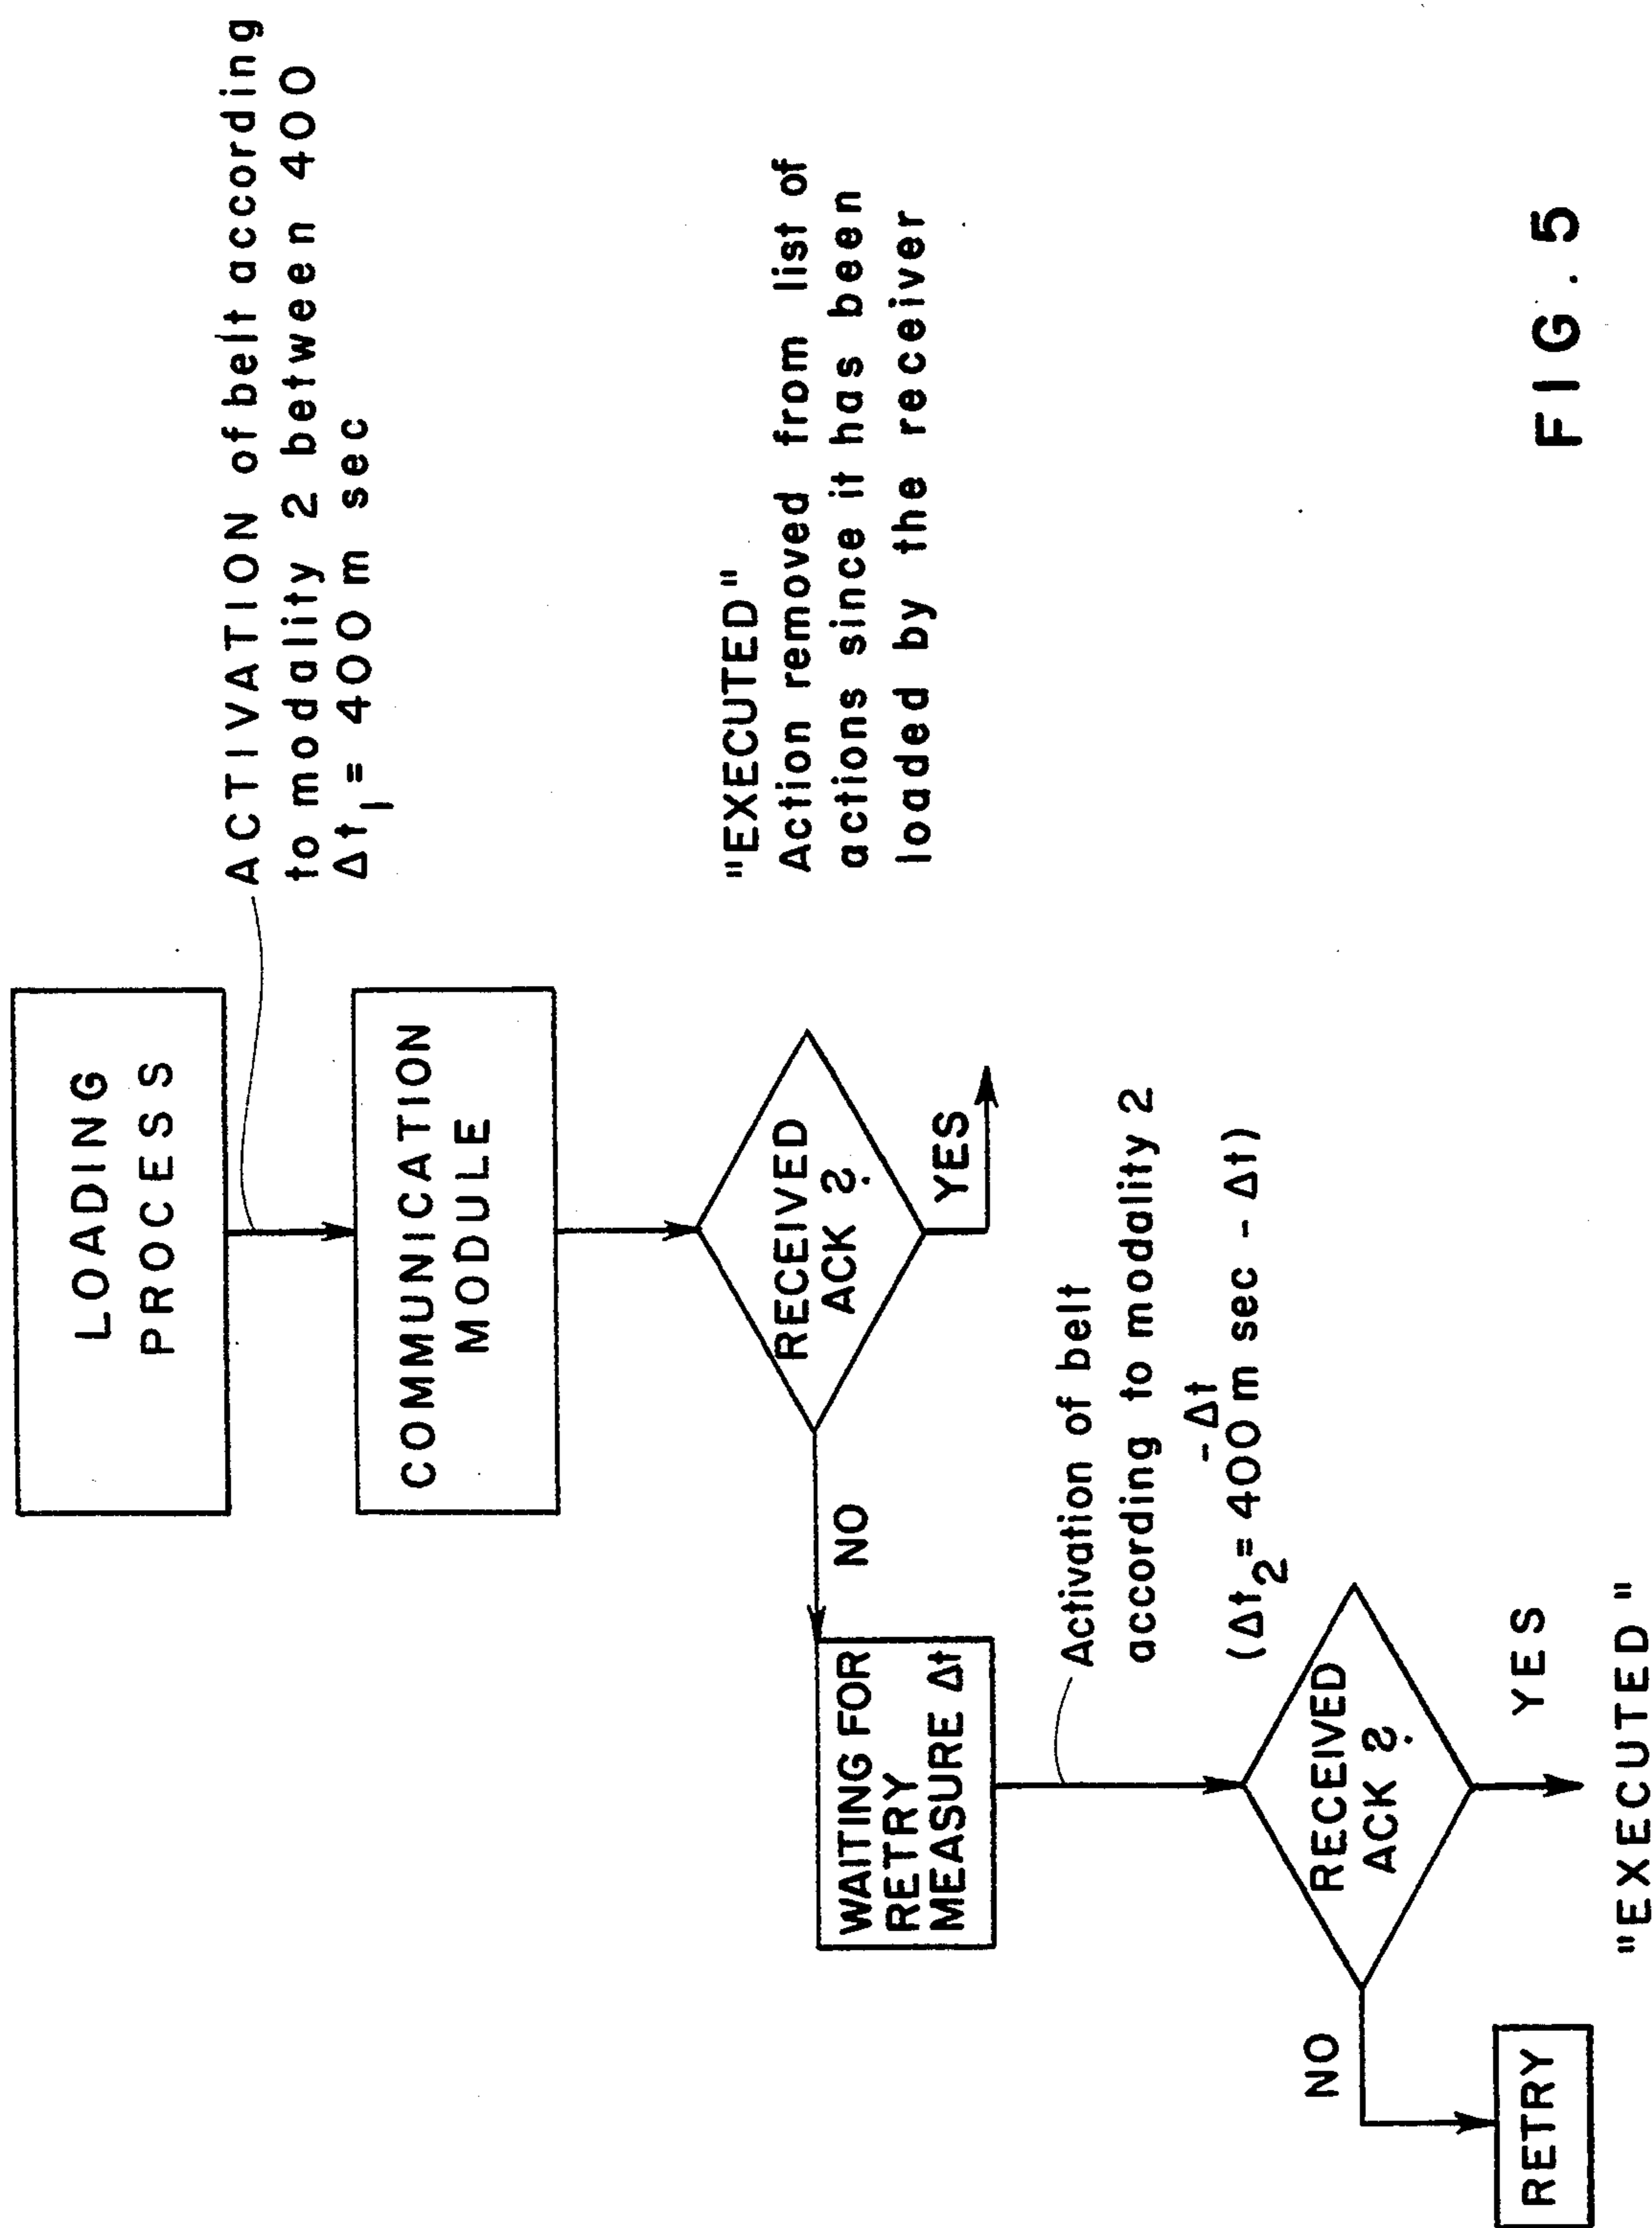 LOADING
PROCESS
ACTIVATION of belt according
to modality 2 between 400
Δt1 = 400 m sec
COMMUNICATION
MODULE
RECEIVED
ACK ?
NO
YES
"EXECUTED"
Action removed from list of
actions since it has been
loaded by the receiver
WAITING FOR
RETRY
MEASURE Δt
Activation of belt
according to modality 2
- Δt
(Δt2 = 400 m sec - Δt)
RECEIVED
ACK ?
NO
YES
RETRY
"EXECUTED"
FIG. 5